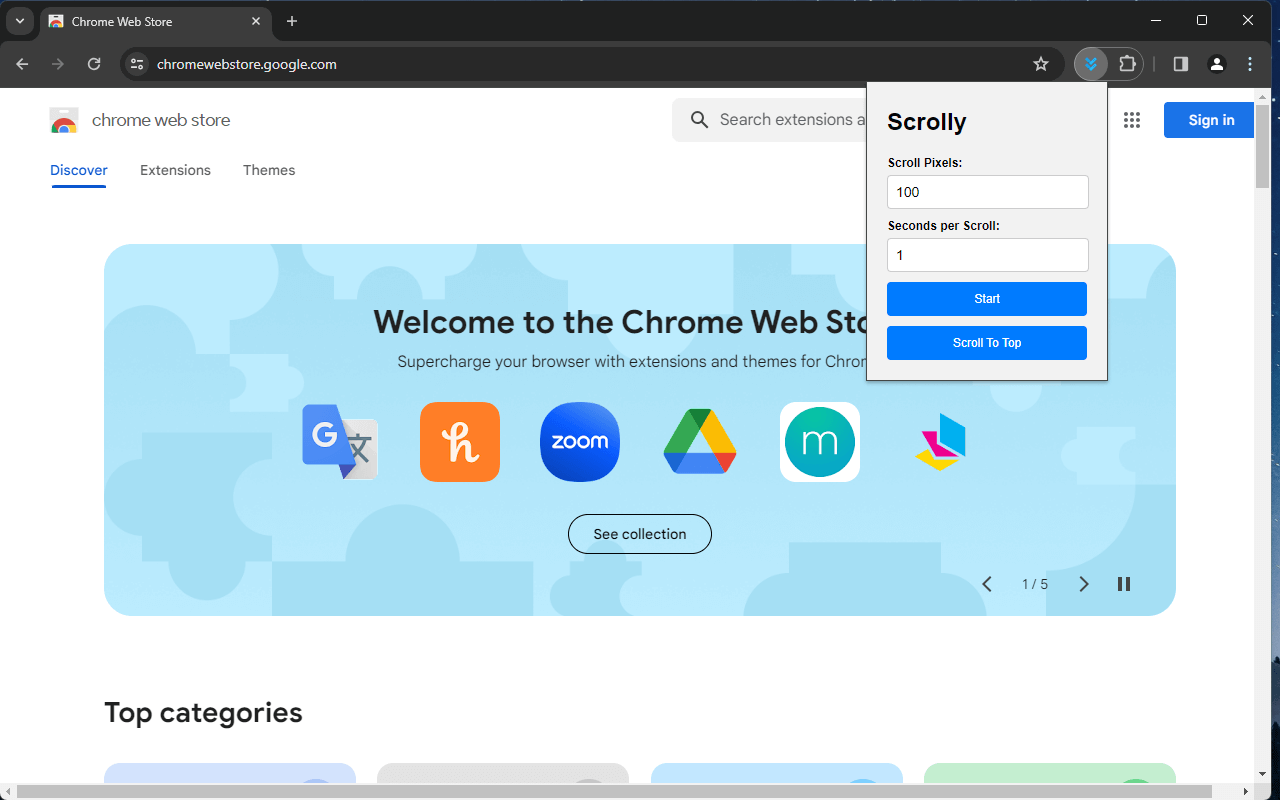 Chrome Web Store
chromewebstore.google.com
chrome web store
Search extensions a
Sign in
Discover
Extensions
Themes
Scrolly
Scroll Pixels:
100
Seconds per Scroll:
1
Start
Scroll To Top
Welcome to the Chrome Web Sto
Supercharge your browser with extensions and themes for Chrom
G 文
h
zoom
m
See collection
1 / 5
Top categories